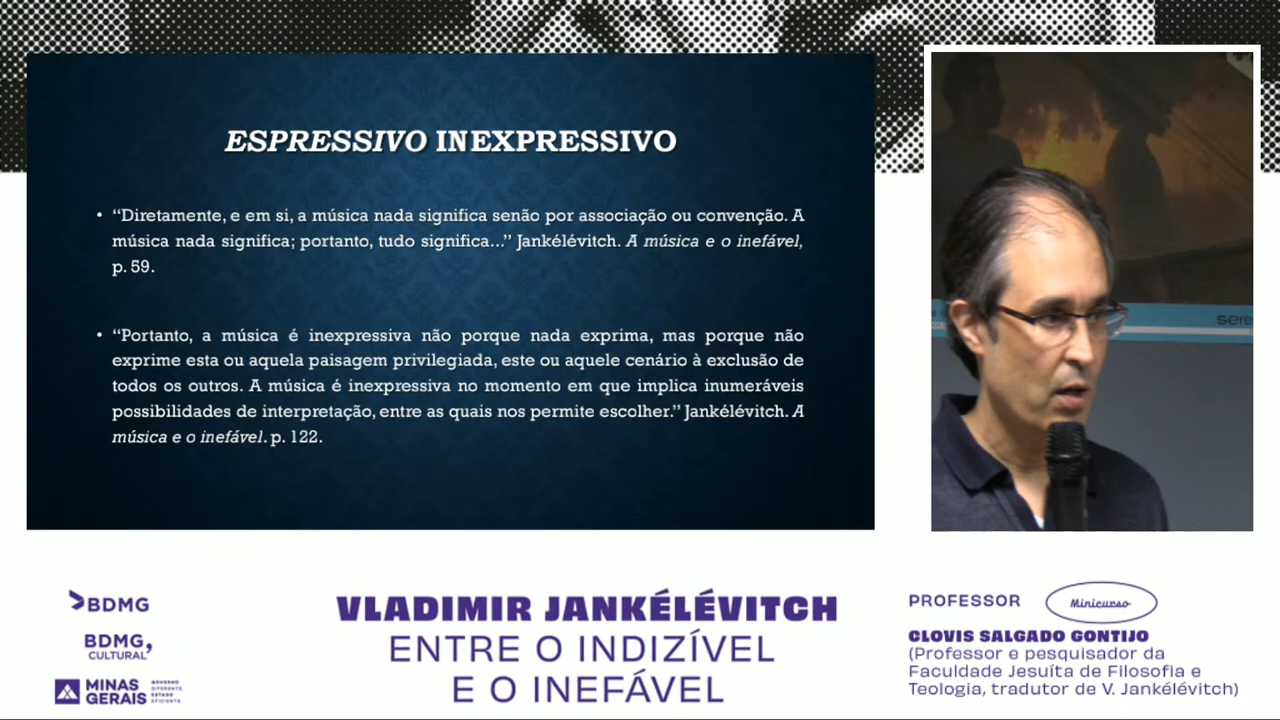 ESPRESSIVO INEXPRESSIVO
• “Diretamente, e em si, a música nada significa senão por associação ou convenção. A
música nada significa; portanto, tudo significa...” Jankélévitch. A música e o inefável,
p. 59.
• “Portanto, a música é inexpressiva não porque nada exprima, mas porque não
exprime esta ou aquela paisagem privilegiada, este ou aquele cenário à exclusão de
todos os outros. A música é inexpressiva no momento em que implica inumeráveis
possibilidades de interpretação, entre as quais nos permite escolher.” Jankélévitch. A
música e o inefável. p. 122.
BDMG
BDMG,
CULTURAL
MINAS
GERAIS
GOVERNO
DIFERENTE.
ESTADO
EFICIENTE.
VLADIMIR JANKÉLÉVITCH
ENTRE O INDIZÍVEL
E O INEFÁVEL
PROFESSOR
Minicurso
CLOVIS SALGADO GONTIJO
(Professor e pesquisador da
Faculdade Jesuíta de Filosofia e
Teologia, tradutor de V. Jankélévitch)